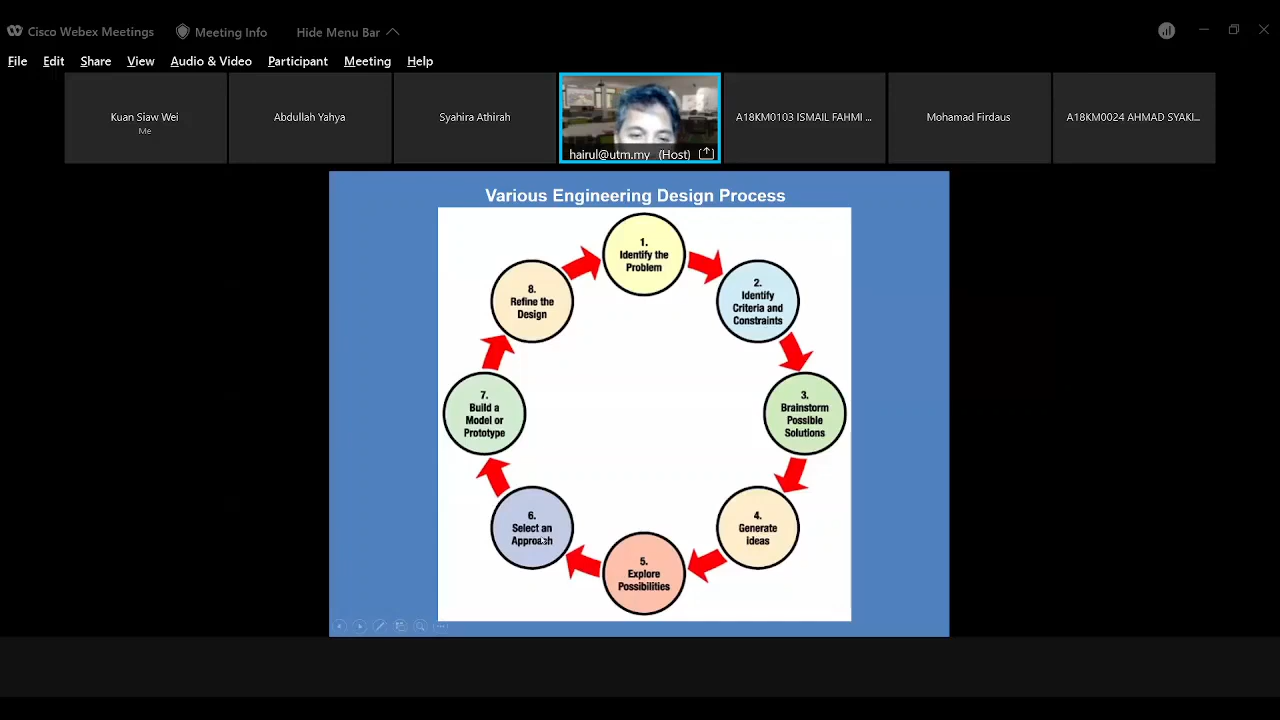 Cisco Webex Meetings Meeting Info Hide Menu Bar
File Edit Share View Audio & Video Participant Meeting Help
Kuan Siaw Wei
Me
Abdullah Yahya
Syahira Athirah
hairul@utm.my (Host)
A18KM0103 ISMAIL FAHMI ...
Mohamad Firdaus
A18KM0024 AHMAD SYAKI...
Various Engineering Design Process
1.
Identify the
Problem
2.
Identify
Criteria and
Constraints
3.
Brainstorm
Possible
Solutions
4.
Generate
ideas
5.
Explore
Possibilities
6.
Select an
Approach
7.
Build a
Model or
Prototype
8.
Refine the
Design